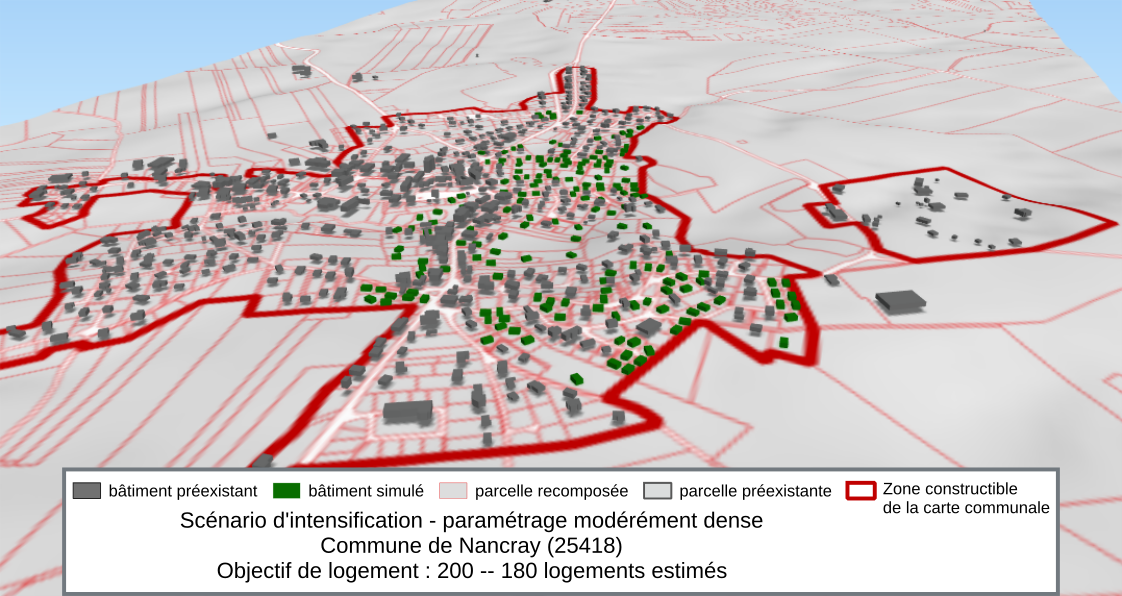 bâtiment préexistant
bâtiment simulé
parcelle recomposée
parcelle préexistante
Zone constructible
de la carte communale
Scénario d'intensification - paramétrage modérément dense
Commune de Nancray (25418)
Objectif de logement : 200 -- 180 logements estimés